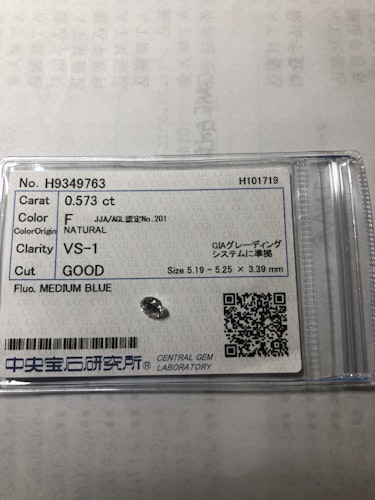 No. H9349763 H101719
Carat 0.573 ct
Color F JJA/AGL認定No.201
ColorOrigin NATURAL
Clarity VS-1 GIAグレーディング
システムに準拠
Cut GOOD Size 5.19 - 5.25 × 3.39 mm
Fluo. MEDIUM BLUE
中央宝石研究所® CENTRAL GEM
LABORATORY